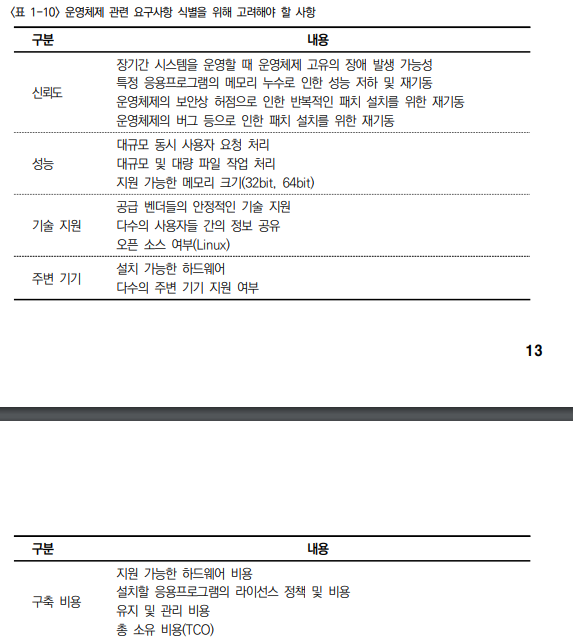 〈표 1-10〉 운영체제 관련 요구사항 식별을 위해 고려해야 할 사항
구분 내용
신뢰도
장기간 시스템을 운영할 때 운영체제 고유의 장애 발생 가능성
특정 응용프로그램의 메모리 누수로 인한 성능 저하 및 재기동
운영체제의 보안상 허점으로 인한 반복적인 패치 설치를 위한 재기동
운영체제의 버그 등으로 인한 패치 설치를 위한 재기동
성능
대규모 동시 사용자 요청 처리
대규모 및 대량 파일 작업 처리
지원 가능한 메모리 크기(32bit, 64bit)
기술 지원
공급 벤더들의 안정적인 기술 지원
다수의 사용자들 간의 정보 공유
오픈 소스 여부(Linux)
주변 기기
설치 가능한 하드웨어
다수의 주변 기기 지원 여부
13
구분 내용
구축 비용
지원 가능한 하드웨어 비용
설치할 응용프로그램의 라이선스 정책 및 비용
유지 및 관리 비용
총 소유 비용(TCO)